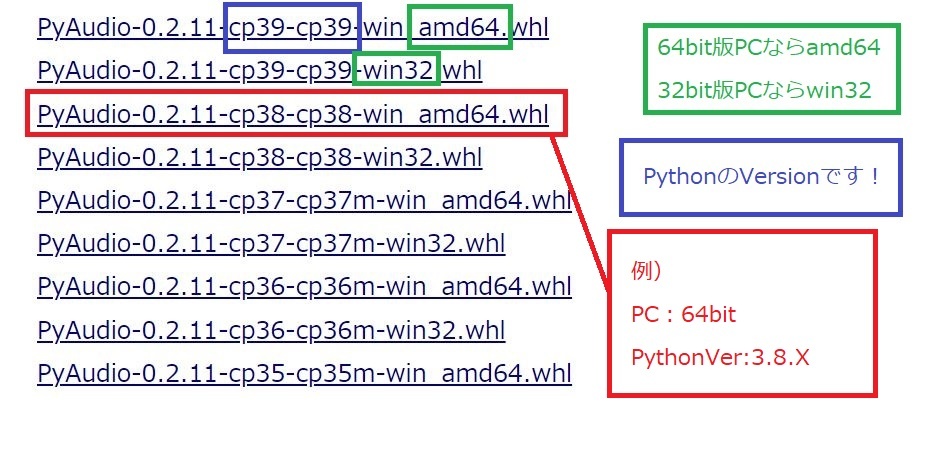 PyAudio-0.2.11-cp39-cp39-win_amd64.whl
PyAudio-0.2.11-cp39-cp39-win32.whl
PyAudio-0.2.11-cp38-cp38-win_amd64.whl
PyAudio-0.2.11-cp38-cp38-win32.whl
PyAudio-0.2.11-cp37-cp37m-win_amd64.whl
PyAudio-0.2.11-cp37-cp37m-win32.whl
PyAudio-0.2.11-cp36-cp36m-win_amd64.whl
PyAudio-0.2.11-cp36-cp36m-win32.whl
PyAudio-0.2.11-cp35-cp35m-win_amd64.whl
64bit版PCならamd64
32bit版PCならwin32
PythonのVersionです！
例）
PC：64bit
PythonVer:3.8.X